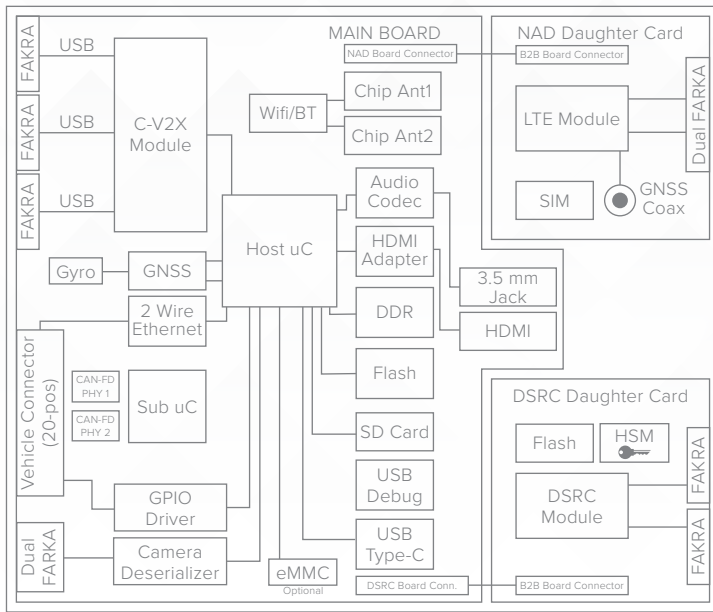 MAIN BOARD
NAD Board Connector
FAKRA
USB
FAKRA
USB
FAKRA
USB
C-V2X
Module
Wifi/BT
Chip Ant1
Chip Ant2
Host uC
Audio
Codec
HDMI
Adapter
3.5 mm
Jack
HDMI
Gyro
GNSS
2 Wire
Ethernet
DDR
Flash
Vehicle Connector
(20-pos)
CAN-FD
PHY 1
CAN-FD
PHY 2
Sub uC
SD Card
USB
Debug
GPIO
Driver
USB
Type-C
Dual
FARKA
Camera
Deserializer
eMMC
Optional
DSRC Board Conn.
NAD Daughter Card
B2B Board Connector
LTE Module
Dual FARKA
SIM
GNSS
Coax
DSRC Daughter Card
Flash
HSM
DSRC
Module
FAKRA
FAKRA
B2B Board Connector